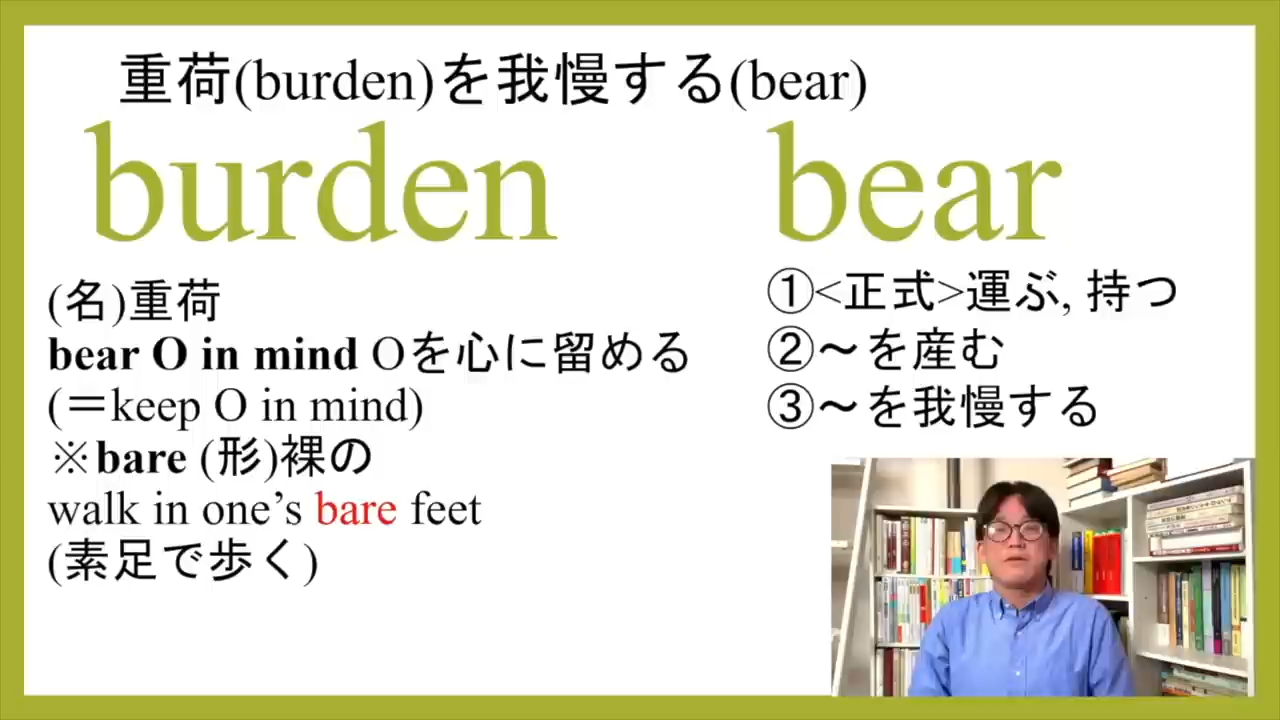 重荷(burden)を我慢する(bear)
burden
bear
(名)重荷
bear O in mind Oを心に留める
(＝keep O in mind)
※bare (形)裸の
walk in one’s bare feet
(素足で歩く)
①<正式>運ぶ, 持つ
②～を産む
③～を我慢する